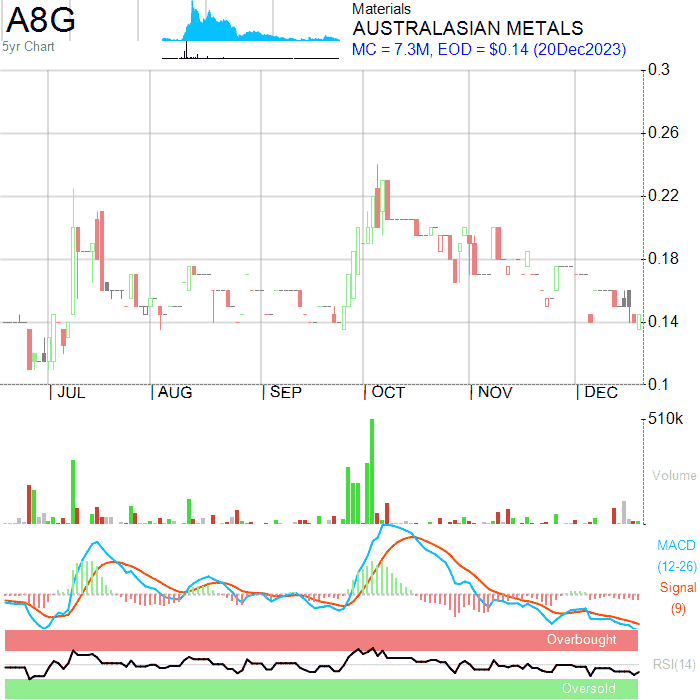 A8G
5yr Chart
Materials
AUSTRALASIAN METALS
MC = 7.3M, EOD = $0.14 (20Dec2023)
0.3
0.26
0.22
0.18
0.14
0.1
JUL AUG SEP OCT NOV DEC
510k
Volume
MACD
(12-26)
Signal
(9)
Overbought
RSI(14)
Oversold